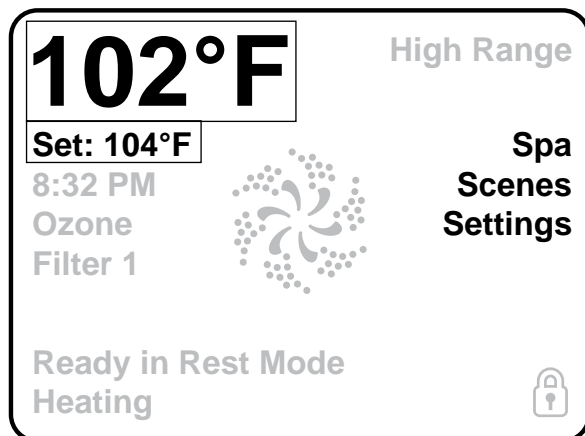 102°F
High Range
Set: 104°F
8:32 PM
Ozone
Filter 1
Spa
Scenes
Settings
Ready in Rest Mode
Heating